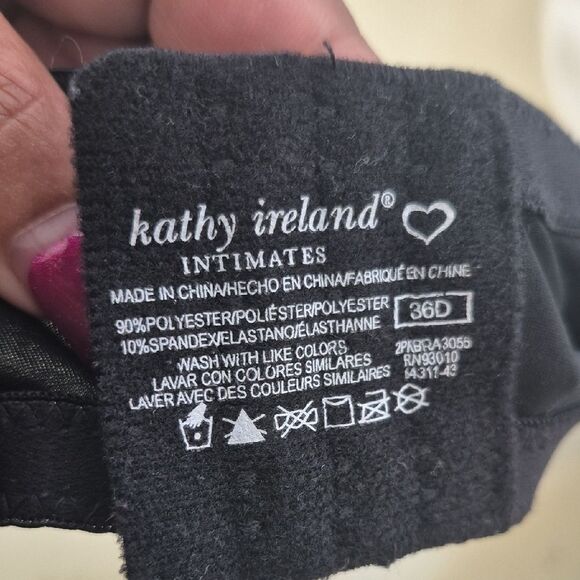 kathy ireland®
INTIMATES
MADE IN CHINA/HECHO EN CHINA/FABRIQUÉ EN CHINE
90%POLYESTER/POLIÉSTER/POLYESTER
10%SPANDEX/ELASTANO/ÉLASTHANNE
36D
WASH WITH LIKE COLORS
LAVAR CON COLORES SIMILARES
LAVER AVEC DES COULEURS SIMILAIRES
2PKBRA3055
RN93010
14311-43